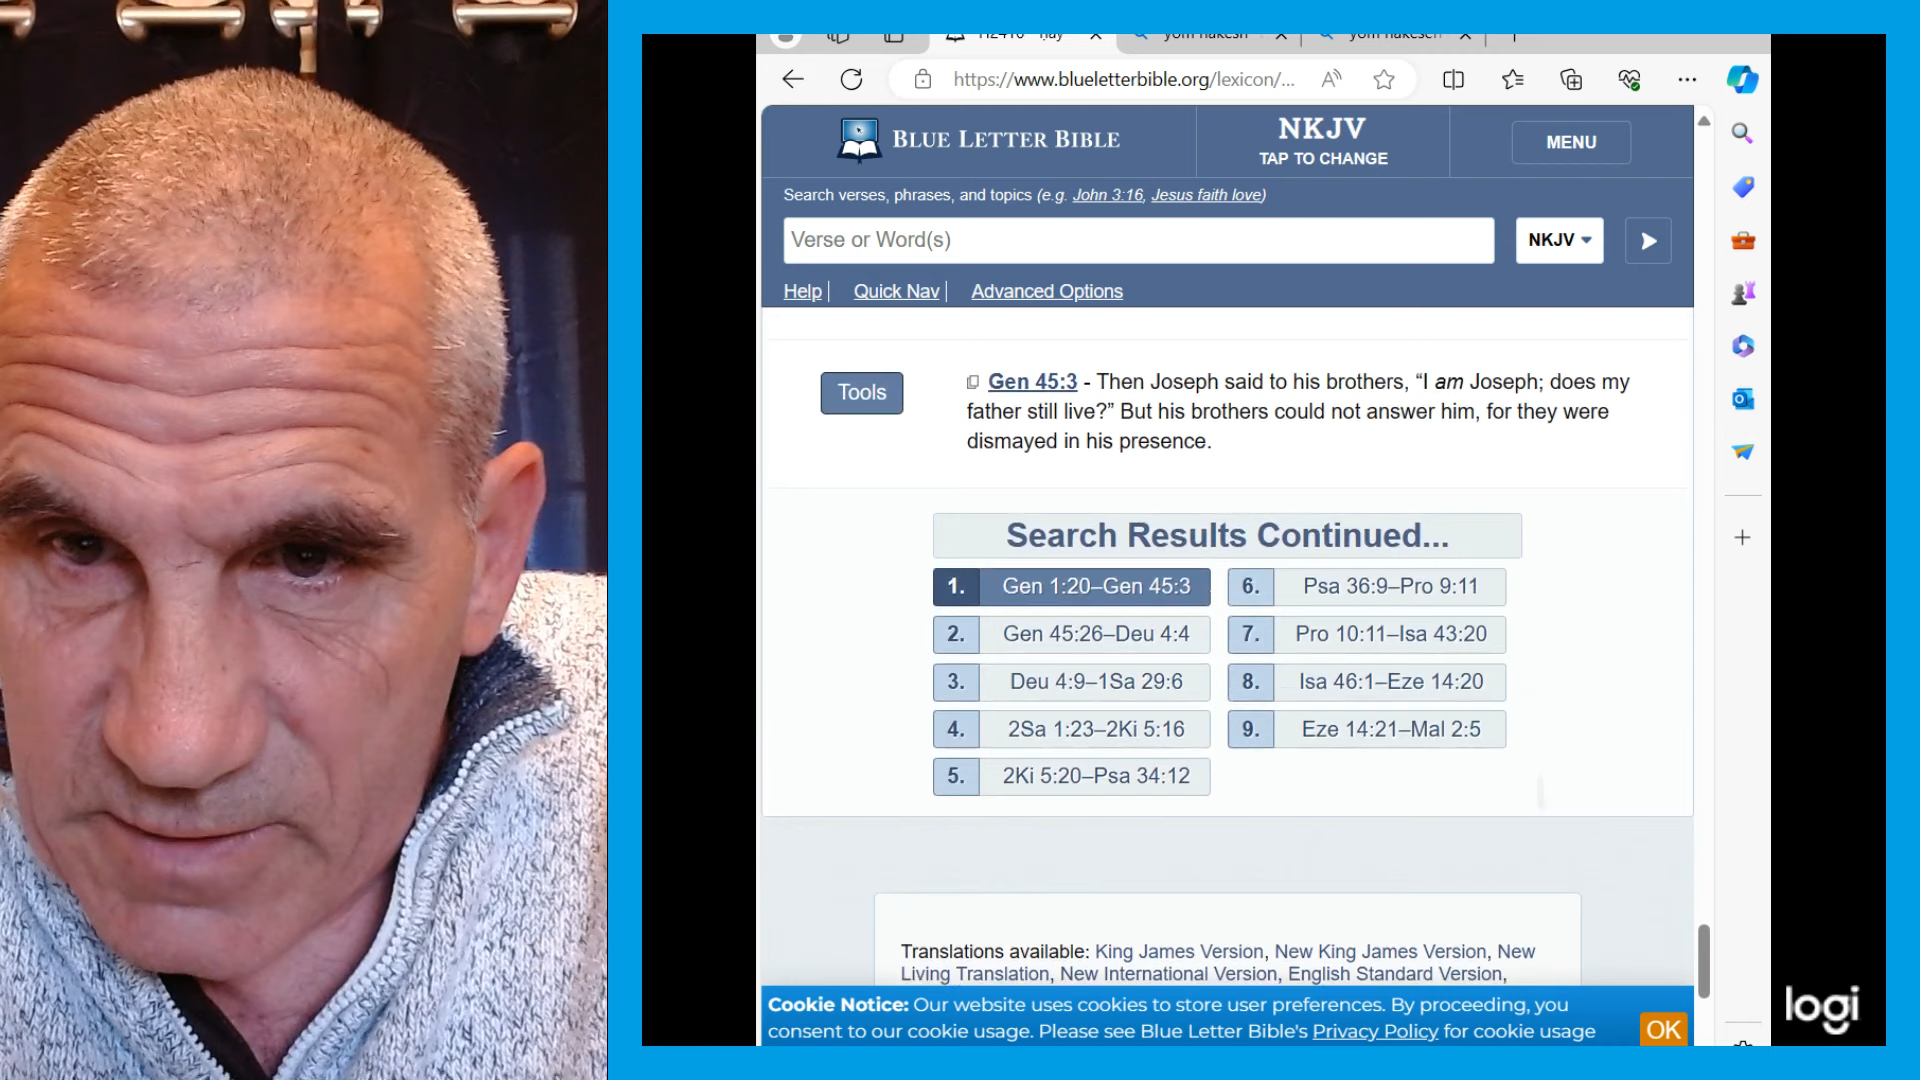 https://www.blueletterbible.org/lexicon/...
BLUE LETTER BIBLE
NKJV
TAP TO CHANGE
MENU
Search verses, phrases, and topics (e.g. John 3:16, Jesus faith love)
Verse or Word(s)
NKJV
Help
Quick Nav
Advanced Options
Tools
Gen 45:3 - Then Joseph said to his brothers, “I am Joseph; does my
father still live?” But his brothers could not answer him, for they were
dismayed in his presence.
Search Results Continued...
1. Gen 1:20–Gen 45:3
2. Gen 45:26–Deu 4:4
3. Deu 4:9–1Sa 29:6
4. 2Sa 1:23–2Ki 5:16
5. 2Ki 5:20–Psa 34:12
6. Psa 36:9–Pro 9:11
7. Pro 10:11–Isa 43:20
8. Isa 46:1–Eze 14:20
9. Eze 14:21–Mal 2:5
Translations available: King James Version, New King James Version, New
Living Translation, New International Version, English Standard Version,
Cookie Notice: Our website uses cookies to store user preferences. By proceeding, you
consent to our cookie usage. Please see Blue Letter Bible's Privacy Policy for cookie usage
OK
logi